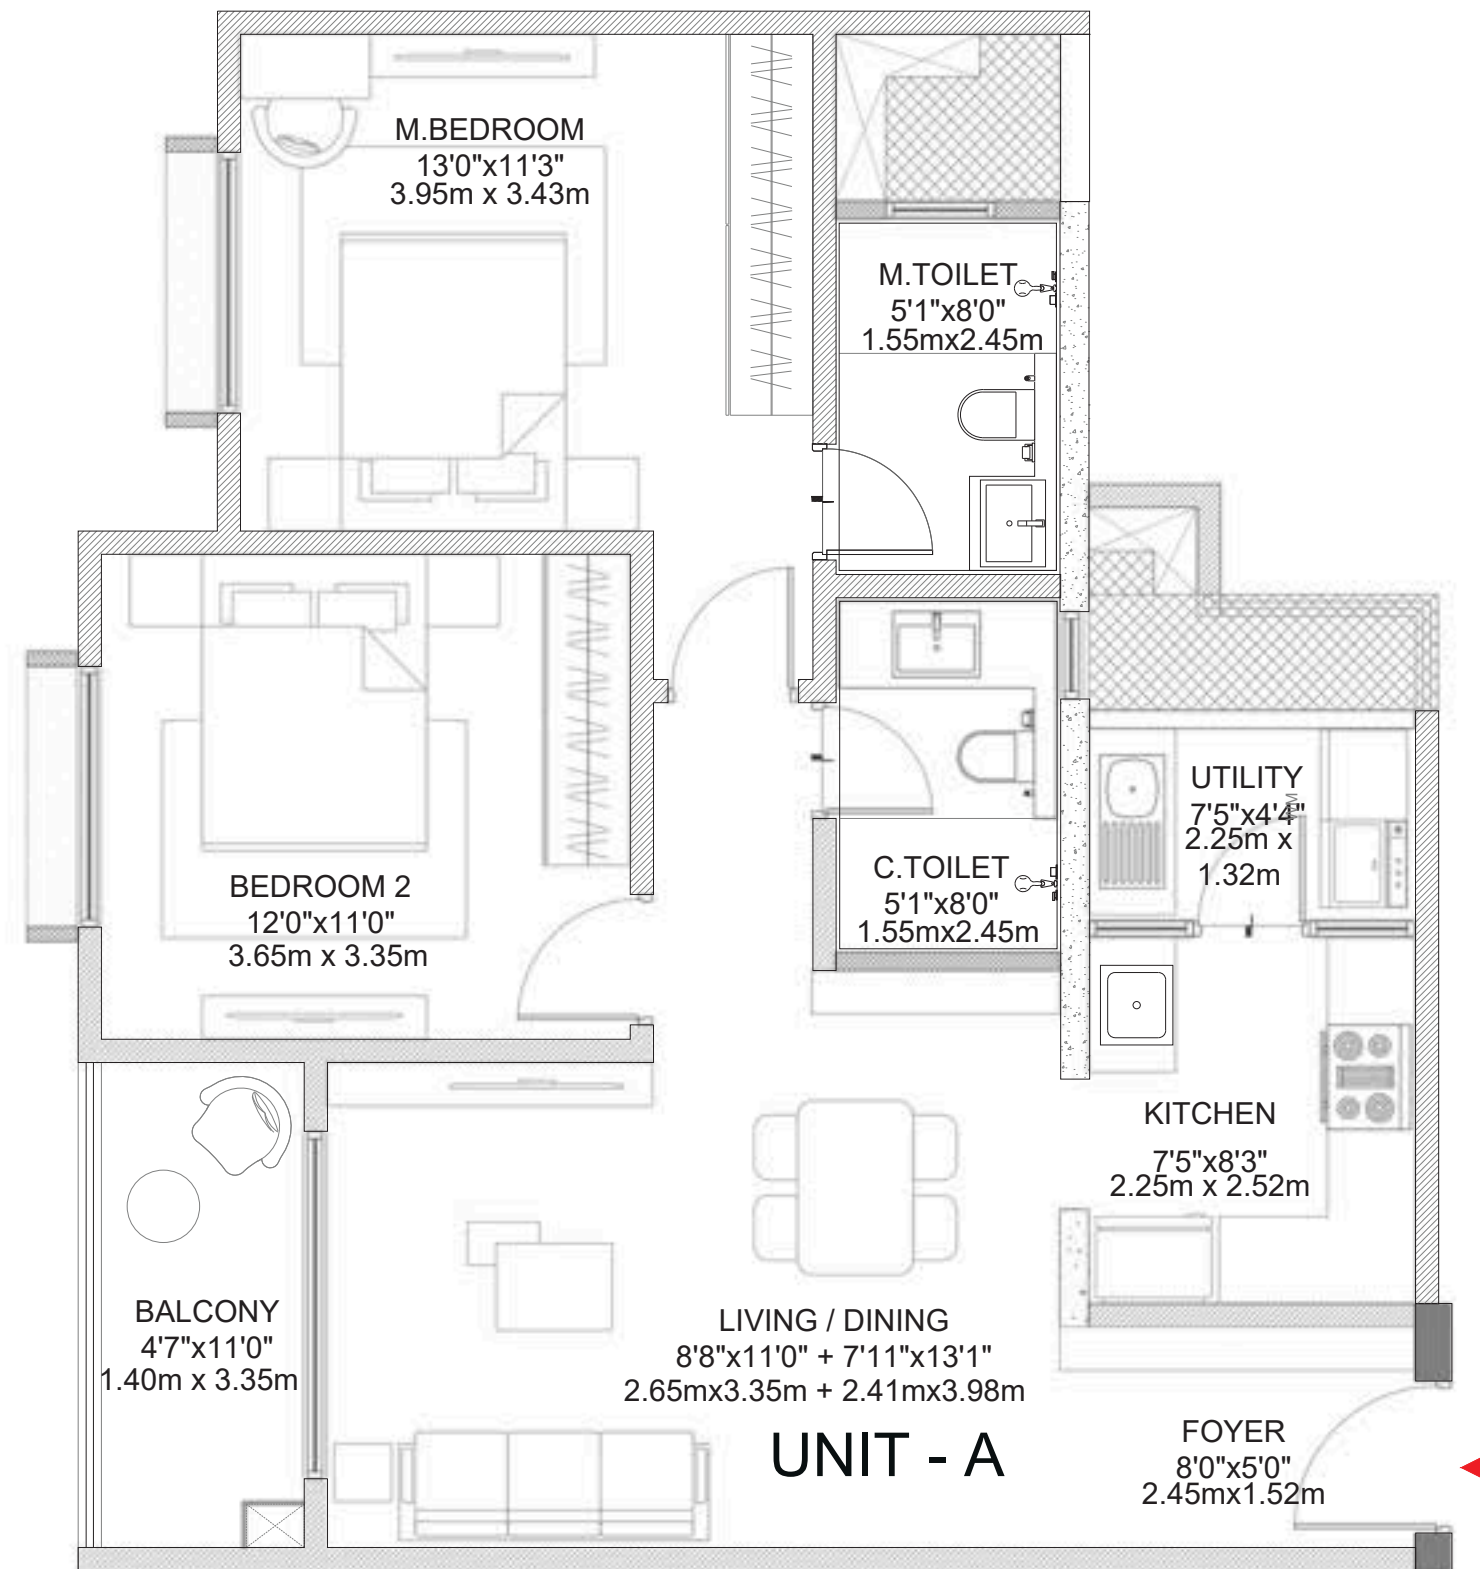 M.BEDROOM
13'0"x11'3"
3.95m x 3.43m
M.TOILET
5'1"x8'0"
1.55mx2.45m
UTILITY
7'5"x4'4"
2.25m x
1.32m
WM
BEDROOM 2
12'0"x11'0"
3.65m x 3.35m
C.TOILET
5'1"x8'0"
1.55mx2.45m
KITCHEN
7'5"x8'3"
2.25m x 2.52m
BALCONY
4'7"x11'0"
1.40m x 3.35m
LIVING / DINING
8'8"x11'0" + 7'11"x13'1"
2.65mx3.35m + 2.41mx3.98m
UNIT - A
FOYER
8'0"x5'0"
2.45mx1.52m